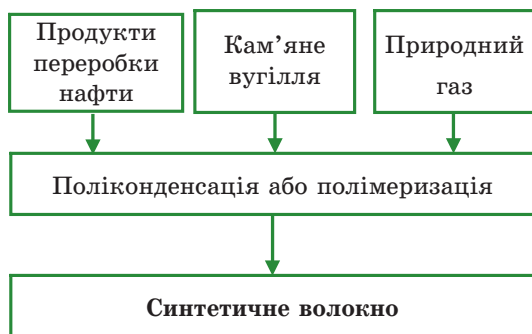 Продукти
переробки
нафти
Кам’яне
вугілля
Природний
газ
Поліконденсація або полімеризація
Синтетичне волокно